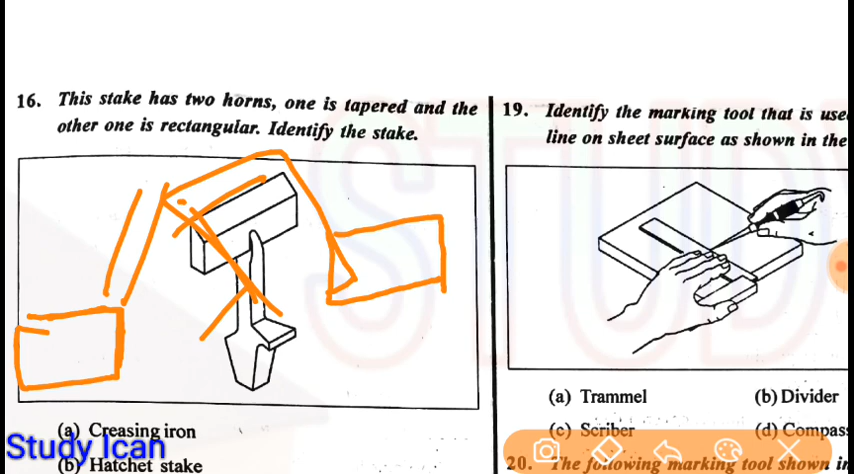 16. This stake has two horns, one is tapered and the
other one is rectangular. Identify the stake.
(a) Creasing iron
(b) Hatchet stake
Study Ican
19. Identify the marking tool that is use
line on sheet surface as shown in the
(a) Trammel (b) Divider
(c) Scriber (d) Compass
20. The following marking tool shown in